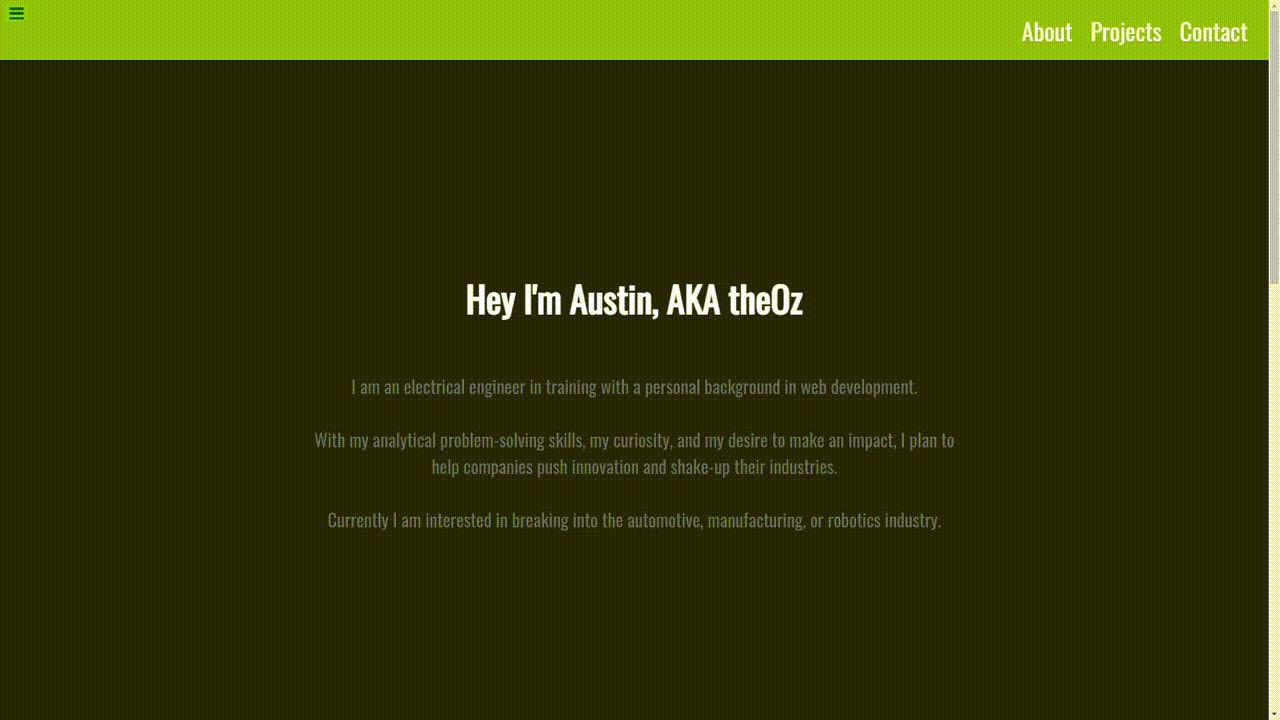 About Projects Contact
Hey I'm Austin, AKA theOz
I am an electrical engineer in training with a personal background in web development.
With my analytical problem-solving skills, my curiosity, and my desire to make an impact, I plan to
help companies push innovation and shake-up their industries.
Currently I am interested in breaking into the automotive, manufacturing, or robotics industry.